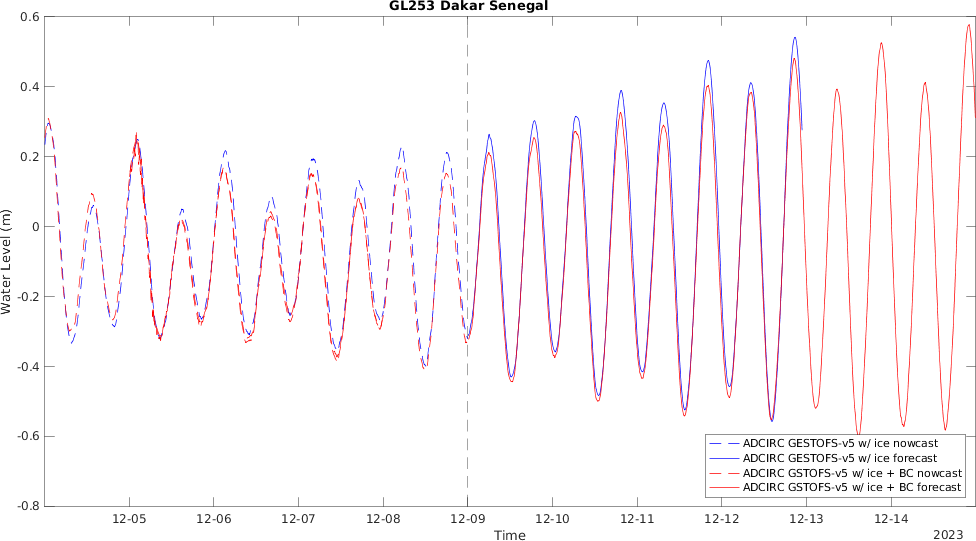 GL253 Dakar Senegal
0.6
0.4
0.2
0
-0.2
-0.4
-0.6
-0.8
Water Level (m)
ADCIRC GESTOFS-v5 w/ ice nowcast
ADCIRC GESTOFS-v5 w/ ice forecast
ADCIRC GSTOFS-v5 w/ ice + BC nowcast
ADCIRC GSTOFS-v5 w/ ice + BC forecast
12-05 12-06 12-07 12-08 12-09 12-10 12-11 12-12 12-13 12-14
Time
2023